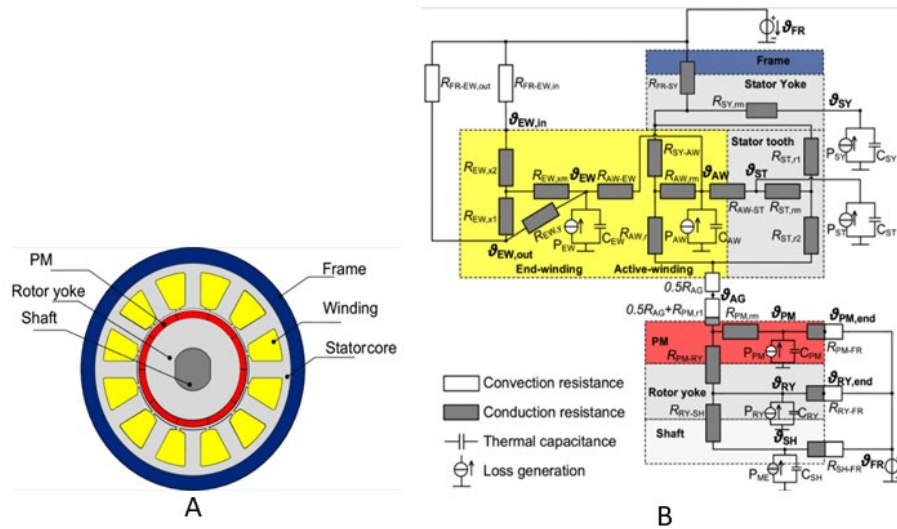 PM
Rotor yoke
Shaft
Frame
Winding
Statorcore
A
ϑFR
Frame
RFR-SY
Stator Yoke
RFR-EW,out
RFR-EW,in
RSY,rm
ϑSY
PSY
CSY
ϑEW,in
Stator tooth
RST,r1
REW,x2
REW,xm
ϑEW
RAW-EW
RSY-AW
RAW,rm
ϑAW
ϑST
RAW-ST
RST,rm
REW,x1
REW,y
PEW
CEW
RAW,r
PAW
CAW
RST,r2
PST
CST
ϑEW,out
End-winding
Active-winding
0.5RAG
ϑAG
0.5RAG+RPM,r1
RPM,rm
ϑPM
ϑPM,end
PM
RPM-RY
PPM
CPM
RPM-FR
ϑRY
ϑRY,end
Rotor yoke
RRY-SH
PRY
CRY
RRY-FR
Shaft
ϑSH
PME
CSH
RSH-FR
ϑFR
Convection resistance
Conduction resistance
Thermal capacitance
Loss generation
B